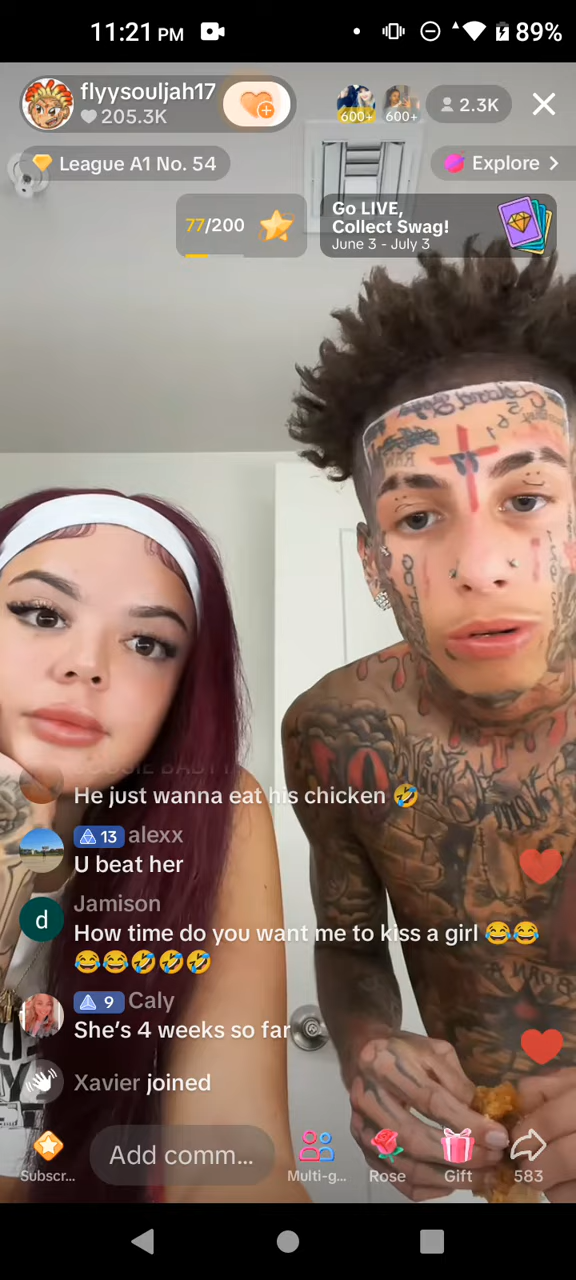 11:21 PM
89%
flyysouljah17
205.3K
600+
600+
2.3K
League A1 No. 54
Explore >
77/200
Go LIVE,
Collect Swag!
June 3 - July 3
He just wanna eat his chicken 🤣
13 alexx
U beat her
Jamison
d
How time do you want me to kiss a girl 😂😂
😂😂🤣🤣🤣
9 Caly
She's 4 weeks so far
Xavier joined
Add comm...
Subscr...
Multi-g...
Rose
Gift
583